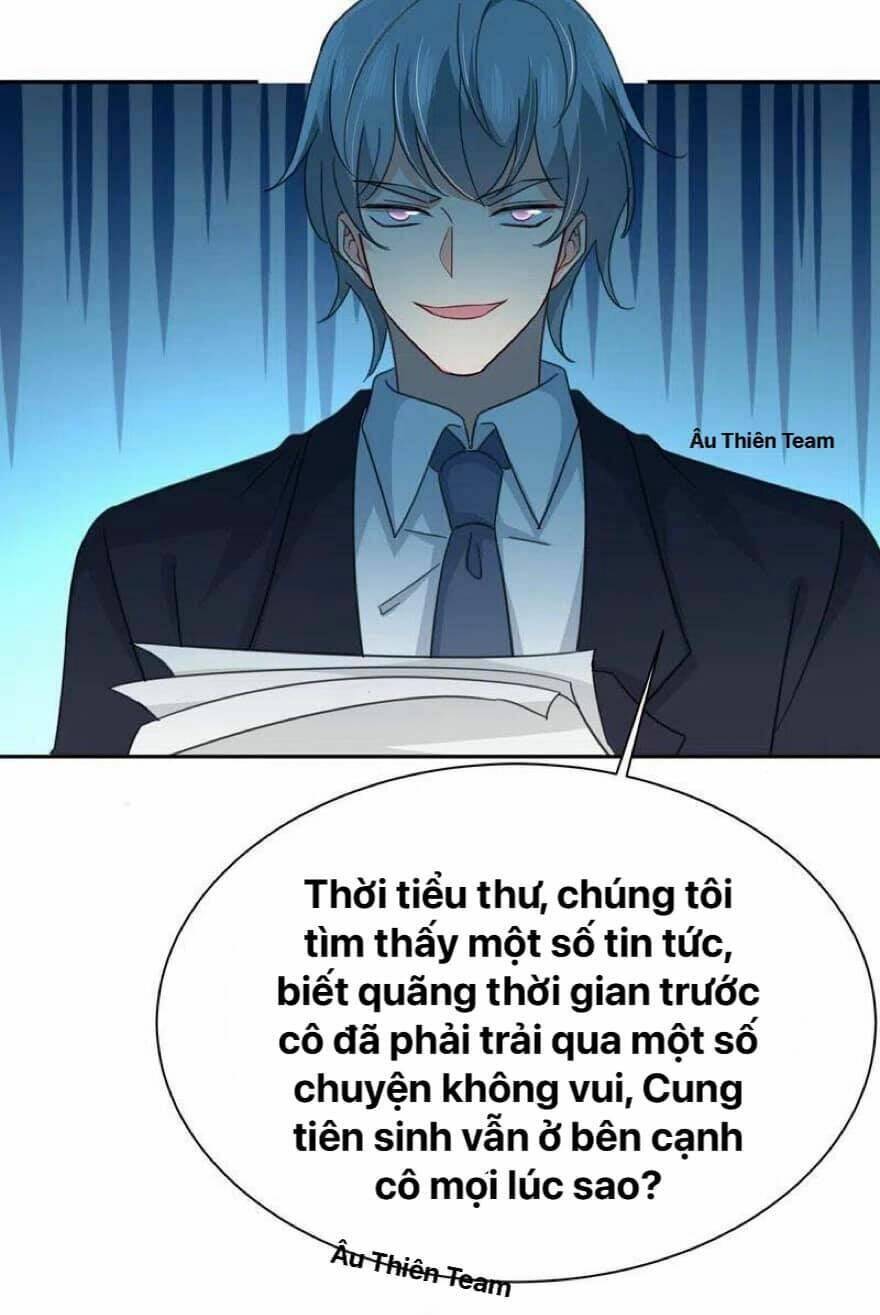 Âu Thiên Team
Thời tiểu thư, chúng tôi
tìm thấy một số tin tức,
biết quãng thời gian trước
cô đã phải trải qua một số
chuyện không vui, Cung
tiên sinh vẫn ở bên cạnh
cô mọi lúc sao?
Âu Thiên Team